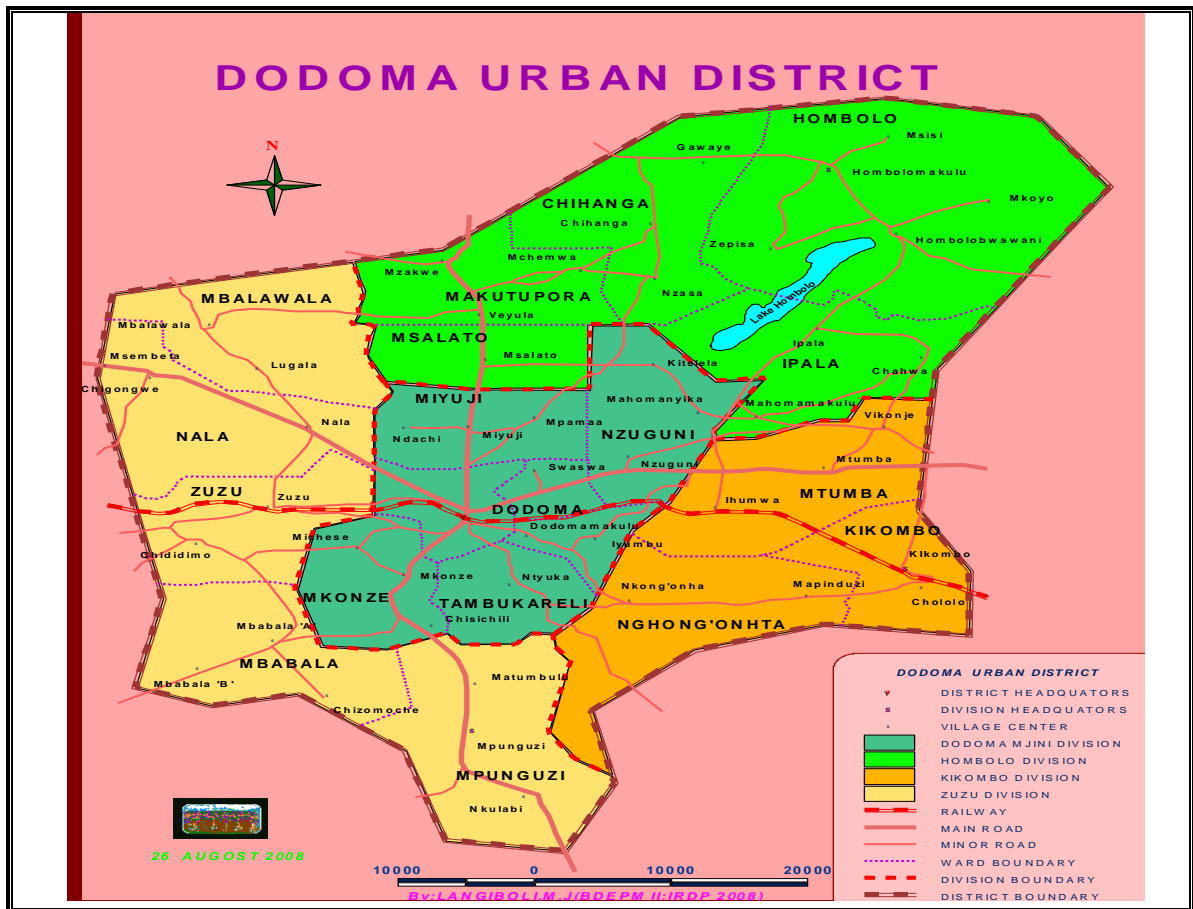 DODOMA URBAN DISTRICT
N
HOMBOLO
Msisi
Gawaye
Hombolomakulu
Mkoyo
CHIHANGA
Chihanga
Zepisa
Hombolobwawani
Mchemwa
Mzakwe
Nzasa
Lake Hombolo
MBALAWALA
MAKUTUPORA
Veyula
Mbalawala
MSALATO
Msalato
Ipala
Msembeta
Lugala
Kitelela
IPALA
Chahwa
Chigongwe
MIYUJI
Mahomanyika
Mahomamakulu
Vikonje
Nala
Mpamaa
NALA
Ndachi
Miyuji
NZUGUNI
Mtumba
Swaswa
Nzuguni
ZUZU
Zuzu
Ihumwa
MTUMBA
DODOMA
Dodomamakulu
KIKOMBO
Michese
Iyumbu
Chididimo
KIkombo
Mkonze
Ntyuka
Nkong'onha
Mapinduzi
MKONZE
TAMBUKARELI
Chololo
Chisichili
Mbabala 'A'
NGHONG'ONHTA
MBABALA
Mbabala 'B'
Matumbulu
Chizomoche
Mpunguzi
MPUNGUZI
Nkulabi
DODOMA URBAN DISTRICT
DISTRICT HEADQUATORS
DIVISION HEADQUATORS
VILLAGE CENTER
DODOMA MJINI DIVISION
HOMBOLO DIVISION
KIKOMBO DIVISION
ZUZU DIVISION
RAILWAY
MAIN ROAD
MINOR ROAD
WARD BOUNDARY
DIVISION BOUNDARY
DISTRICT BOUNDARY
26 AUGOST 2008
10000 0 10000 20000
By:LANGIBOLI.M.J(BDEPM II:IRDP 2008)